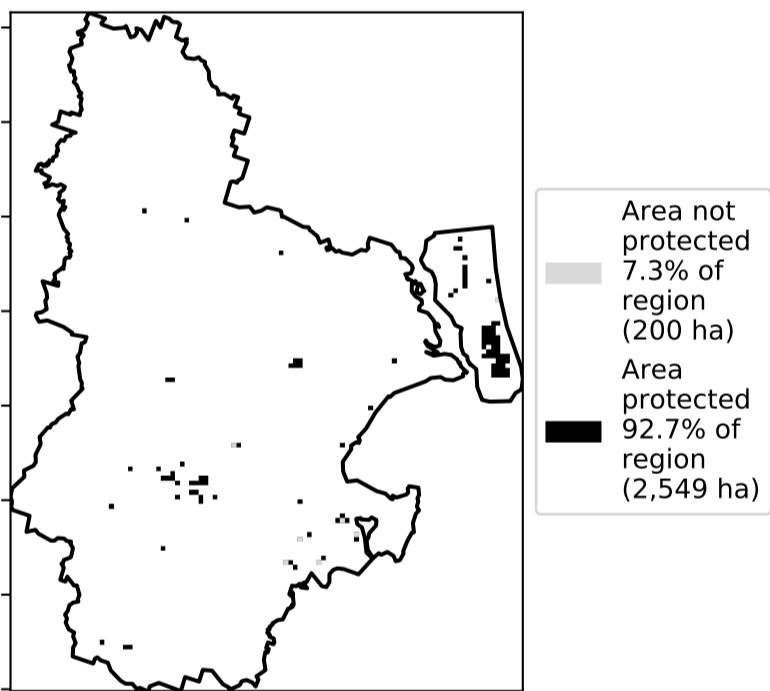 Area not
protected
7.3% of
region
(200 ha)
Area
protected
92.7% of
region
(2,549 ha)